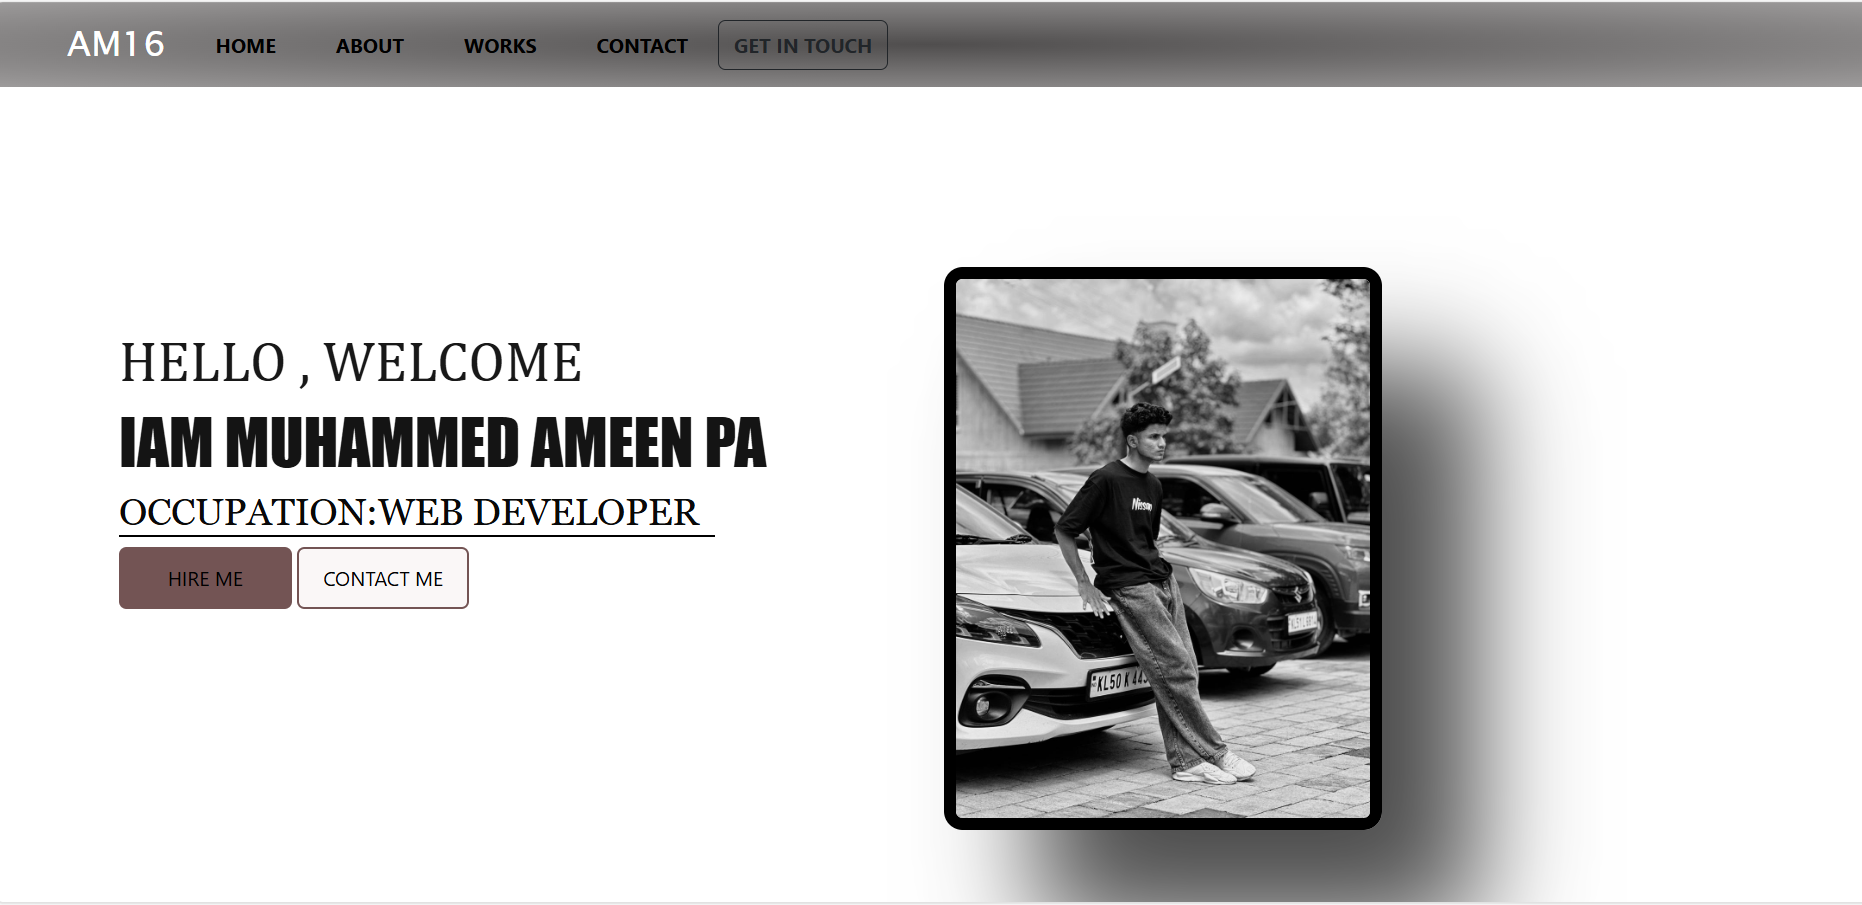 AM16 HOME ABOUT WORKS CONTACT GET IN TOUCH
HELLO , WELCOME
IAM MUHAMMED AMEEN PA
OCCUPATION:WEB DEVELOPER
HIRE ME CONTACT ME
Nissan
KL50 K